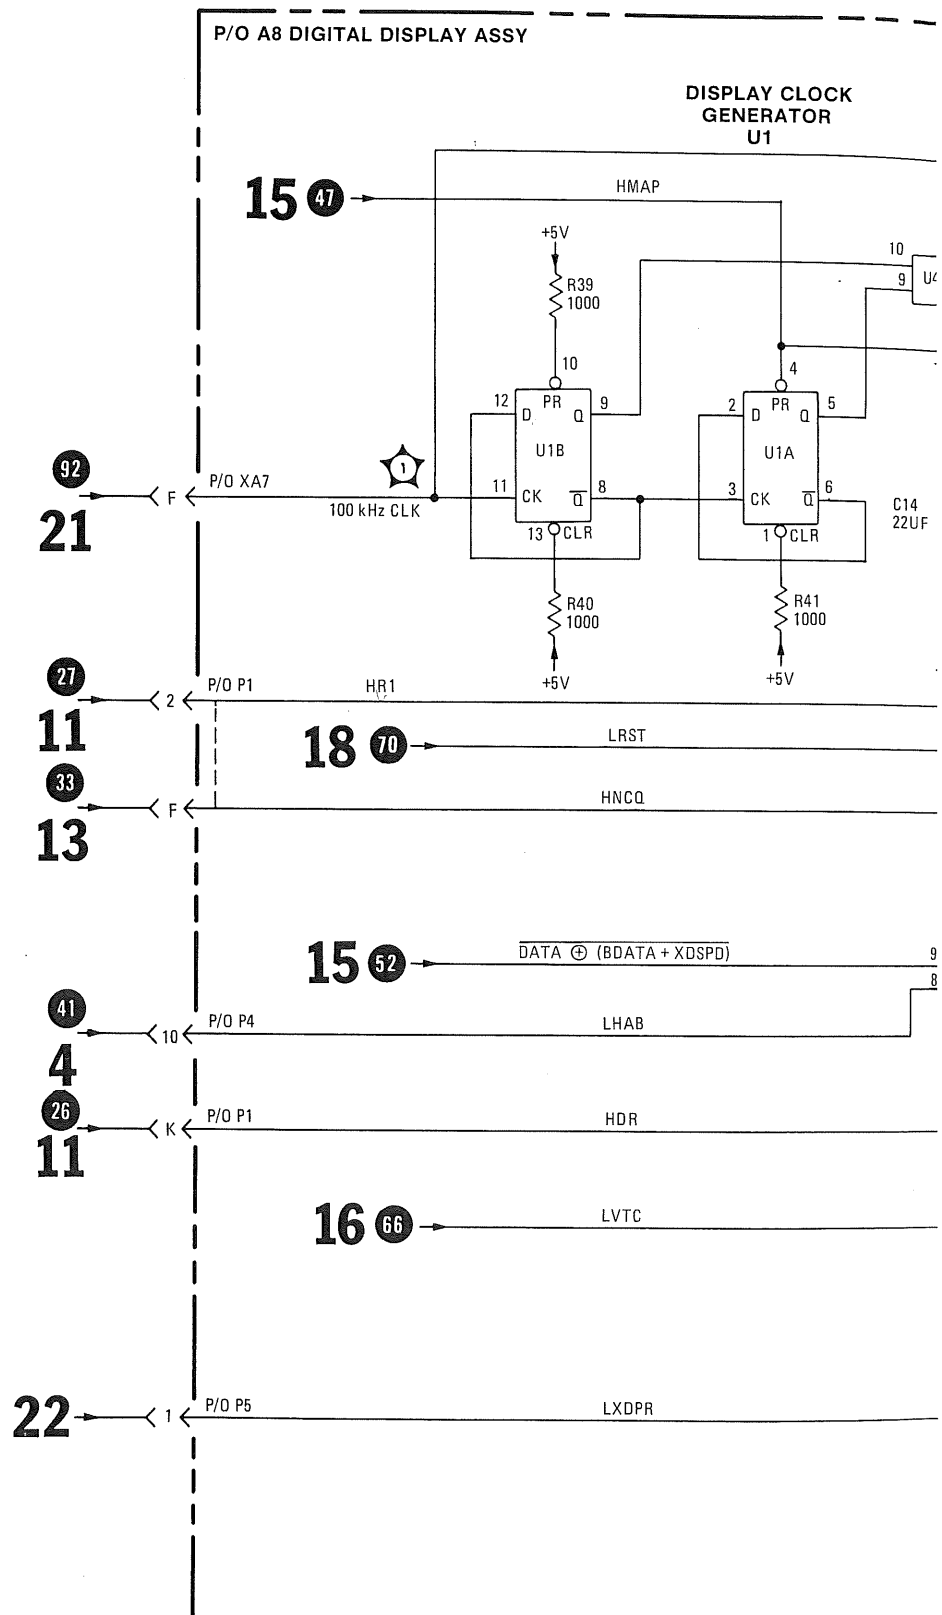 P/O A8 DIGITAL DISPLAY ASSY
DISPLAY CLOCK
GENERATOR
U1
15 47
HMAP
+5V
R39
1000
10
9
U4
10
12
D
PR
Q
9
U1B
11
CK
Q̅
8
13
CLR
4
2
D
PR
Q
5
U1A
3
CK
Q̅
6
1
CLR
C14
22UF
92
21
F
P/O XA7
1
100 kHz CLK
R40
1000
+5V
R41
1000
+5V
27
11
2
P/O P1
HR1
18 70
LRST
33
13
F
HNCQ
15 52
D̅A̅T̅A̅ ⊕ (BDATA + XDSPD)
9
8
41
4
10
P/O P4
LHAB
26
11
K
P/O P1
HDR
16 66
LVTC
22
1
P/O P5
LXDPR